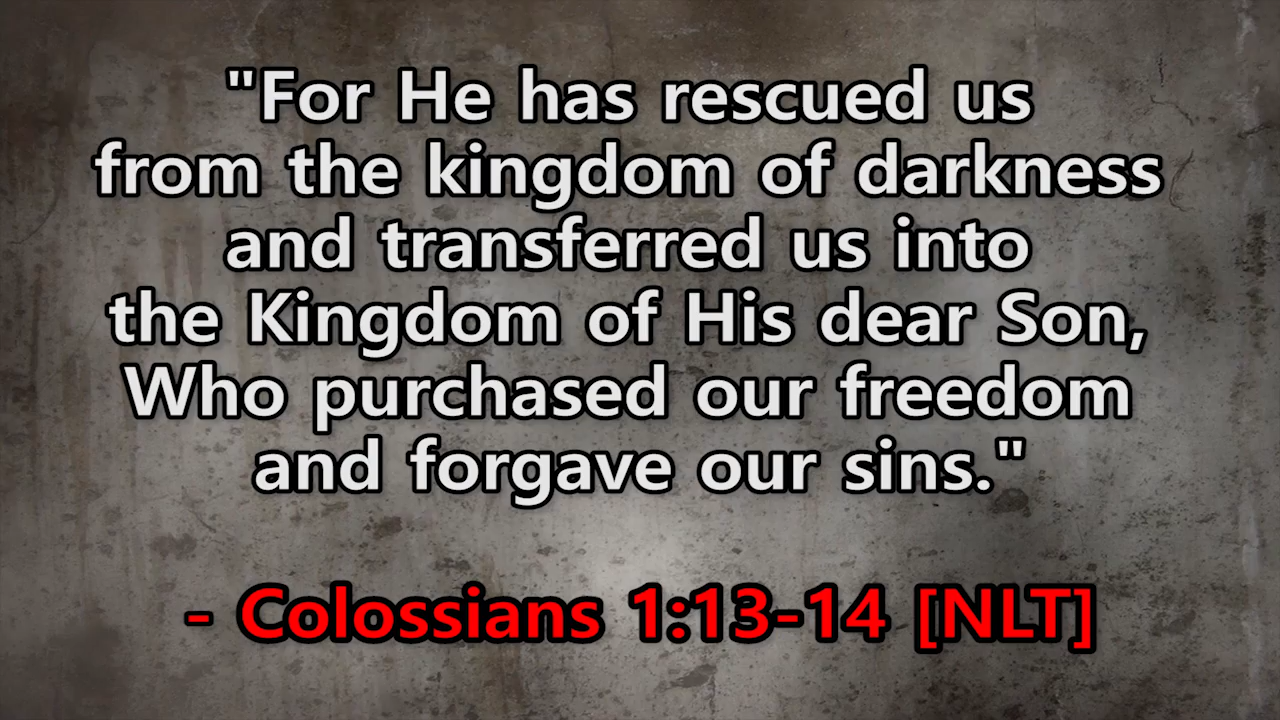 "For He has rescued us
from the kingdom of darkness
and transferred us into
the Kingdom of His dear Son,
Who purchased our freedom
and forgave our sins."
- Colossians 1:13-14 [NLT]